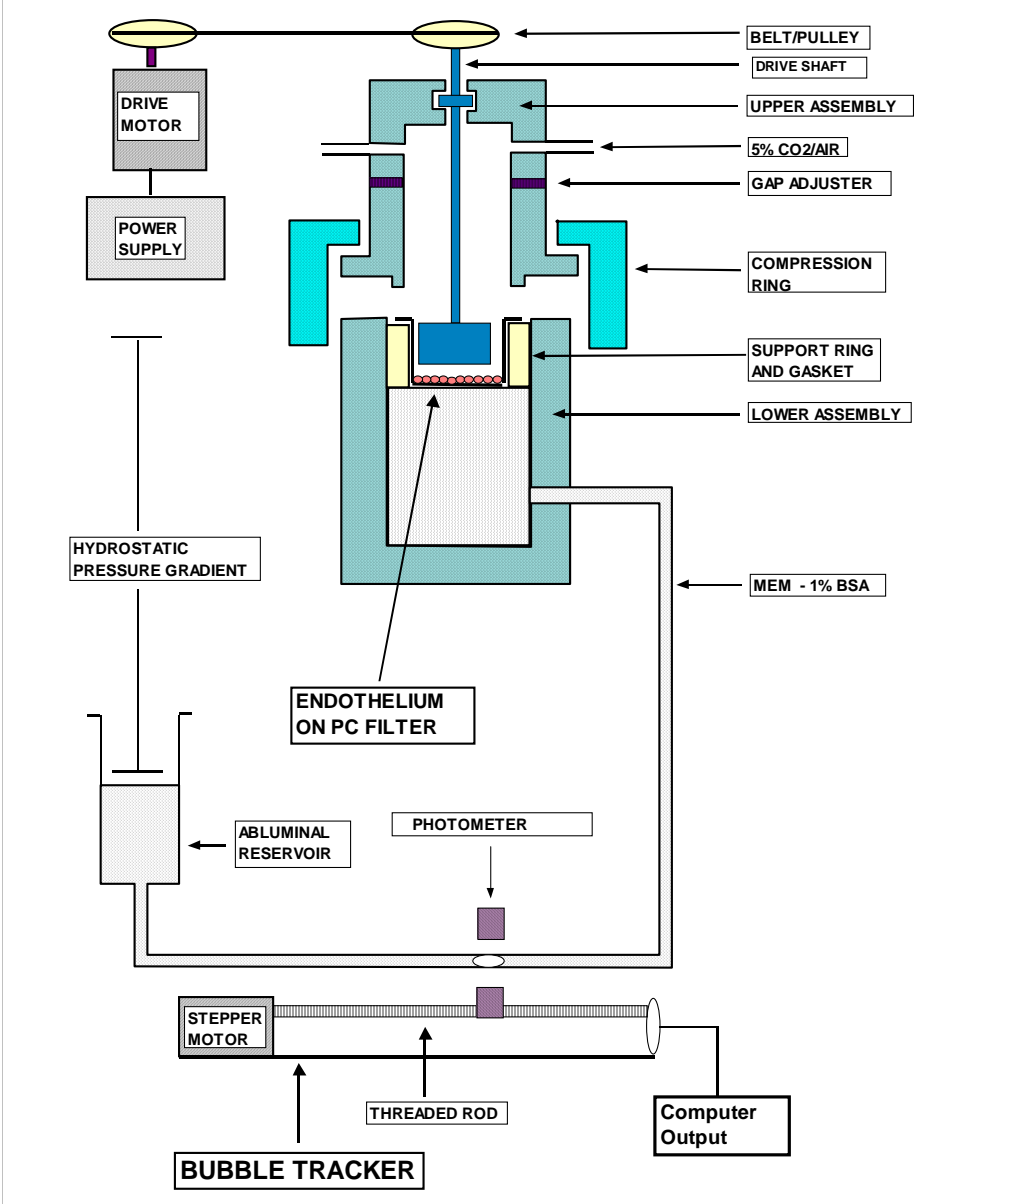 BELT/PULLEY
DRIVE SHAFT
DRIVE
MOTOR
UPPER ASSEMBLY
5% CO2/AIR
GAP ADJUSTER
POWER
SUPPLY
COMPRESSION
RING
SUPPORT RING
AND GASKET
LOWER ASSEMBLY
HYDROSTATIC
PRESSURE GRADIENT
MEM - 1% BSA
ENDOTHELIUM
ON PC FILTER
PHOTOMETER
ABLUMINAL
RESERVOIR
STEPPER
MOTOR
THREADED ROD
Computer
Output
BUBBLE TRACKER